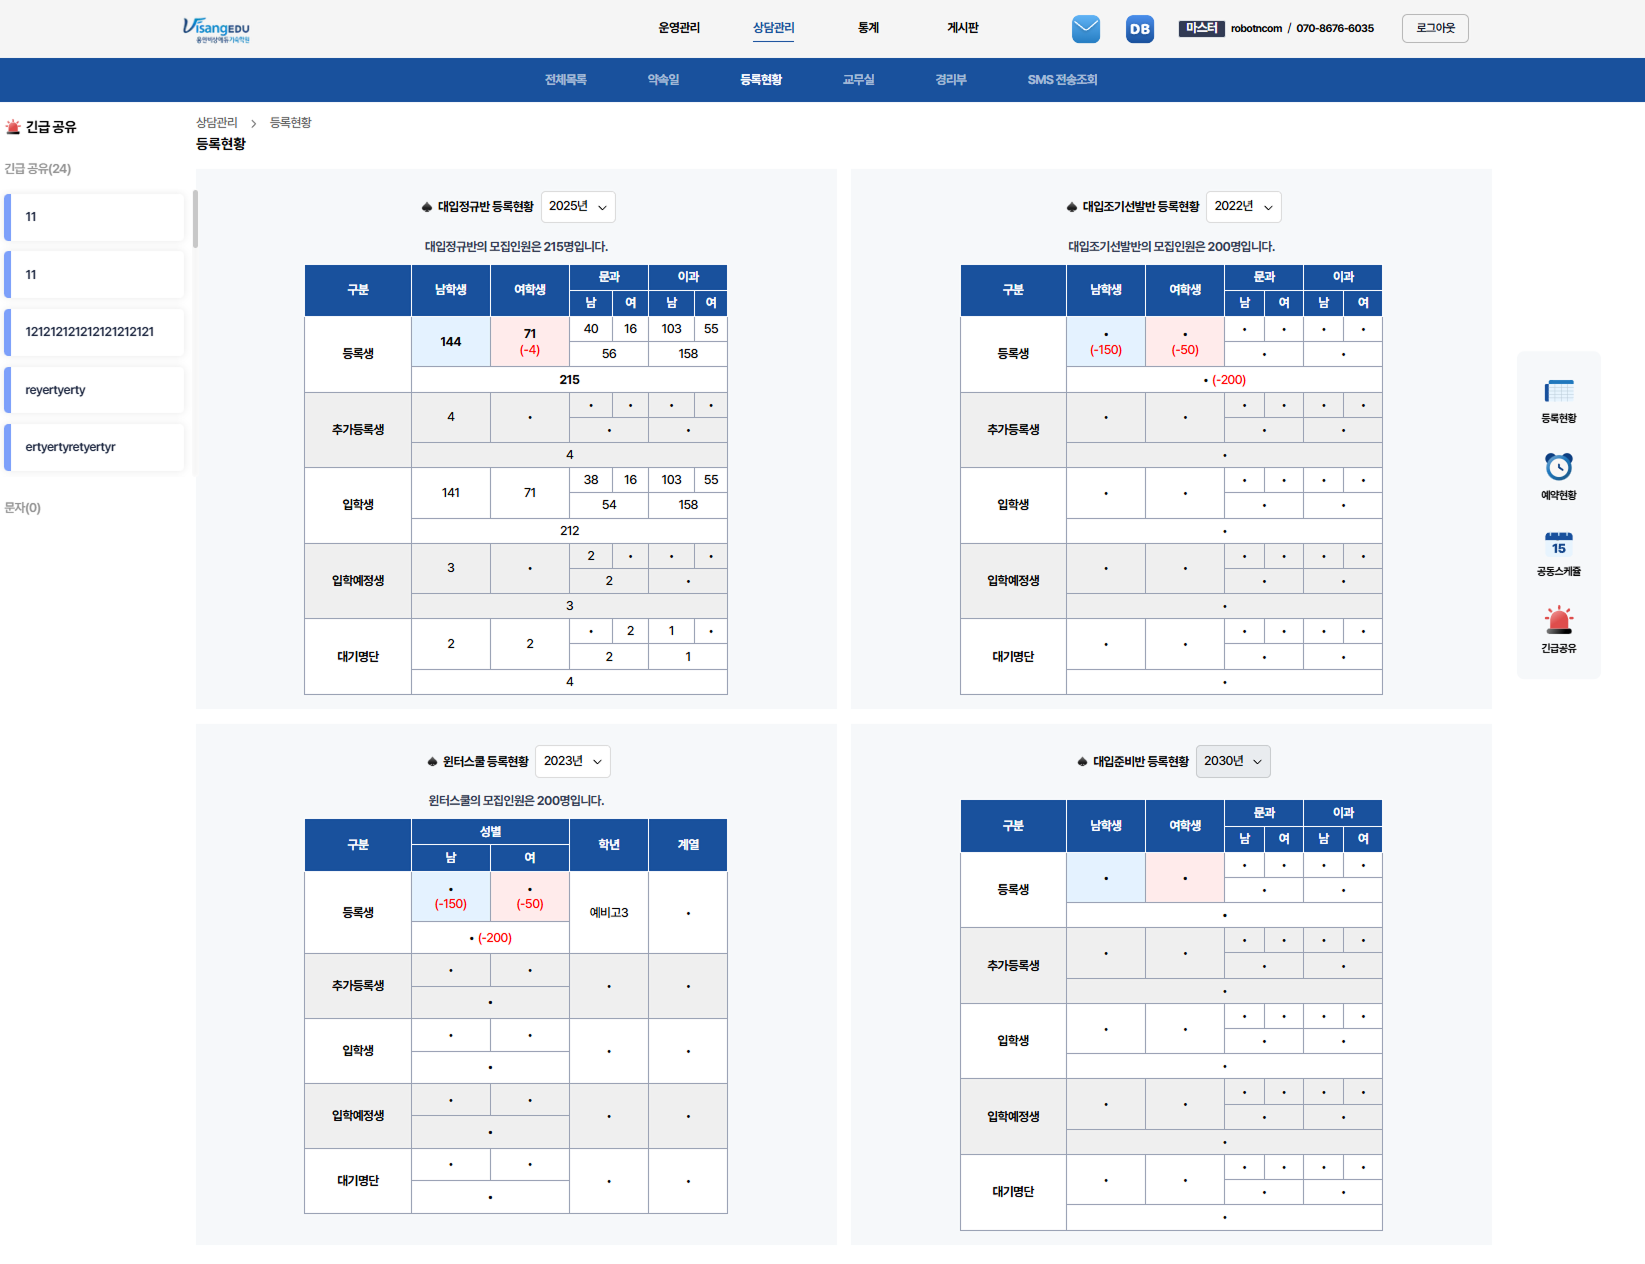 VisangEDU
용인비상에듀기숙학원
운영관리
상담관리
통계
게시판
DB
마스터 robotncom / 070-8676-6035
로그아웃
전체목록
약속일
등록현황
교무실
경리부
SMS 전송조회
긴급 공유
긴급 공유(24)
11
11
121212121212121212121
reyertyerty
ertyertyretyertyr
문자(0)
상담관리 > 등록현황
등록현황
♠ 대입정규반 등록현황 2025년
대입정규반의 모집인원은 215명입니다.
구분 남학생 여학생 문과 이과
남 여 남 여
등록생 144 71 (-4) 40 16 103 55
56 158
215
추가등록생 4 • • • • •
• •
4
입학생 141 71 38 16 103 55
54 158
212
입학예정생 3 • 2 • • •
2 •
3
대기명단 2 2 • 2 1 •
2 1
4
♠ 대입조기선발반 등록현황 2022년
대입조기선발반의 모집인원은 200명입니다.
구분 남학생 여학생 문과 이과
남 여 남 여
등록생 • (-150) • (-50) • • • •
• •
• (-200)
추가등록생 • • • • • •
• •
•
입학생 • • • • • •
• •
•
입학예정생 • • • • • •
• •
•
대기명단 • • • • • •
• •
•
♠ 윈터스쿨 등록현황 2023년
윈터스쿨의 모집인원은 200명입니다.
구분 성별 학년 계열
남 여
등록생 • (-150) • (-50) 예비고3 •
• (-200)
추가등록생 • • • •
•
입학생 • • • •
•
입학예정생 • • • •
•
대기명단 • • • •
•
♠ 대입준비반 등록현황 2030년
구분 남학생 여학생 문과 이과
남 여 남 여
등록생 • • • • • •
• •
•
추가등록생 • • • • • •
• •
•
입학생 • • • • • •
• •
•
입학예정생 • • • • • •
• •
•
대기명단 • • • • • •
• •
•
등록현황
예약현황
15
공동스케쥴
긴급공유